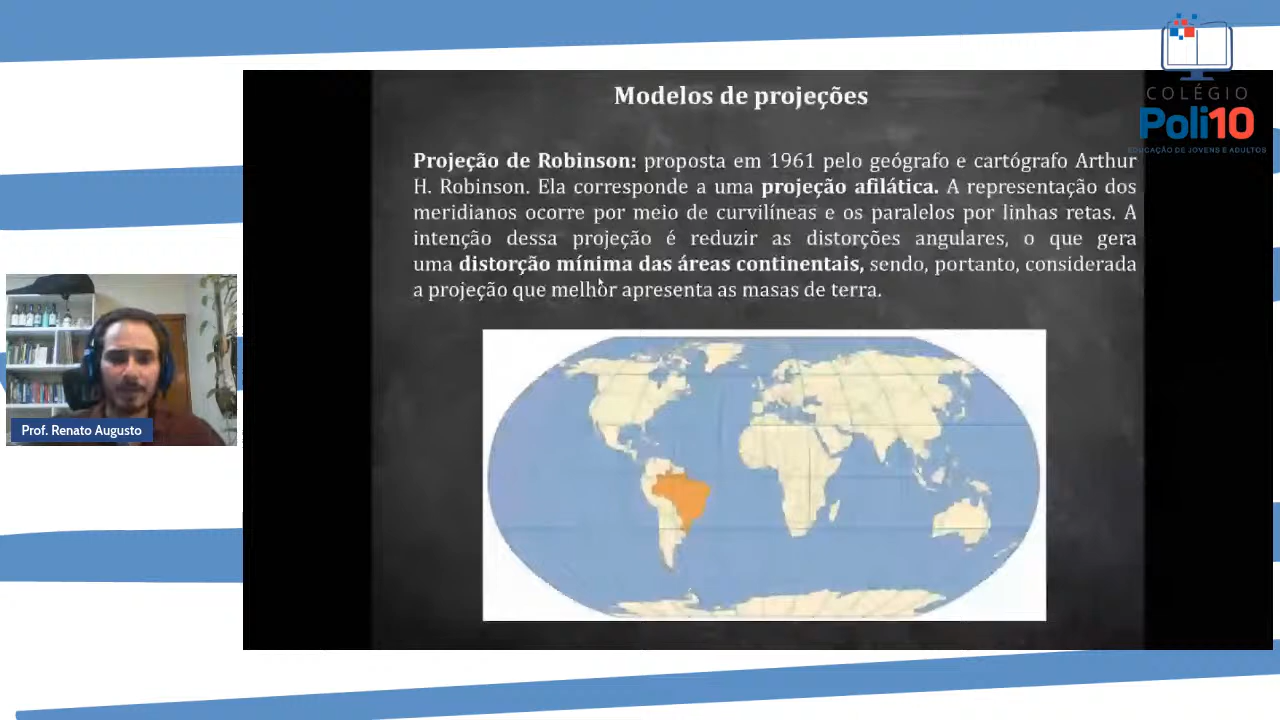 Modelos de projeções
COLÉGIO
Poli10
EDUCAÇÃO DE JOVENS E ADULTOS
Projeção de Robinson: proposta em 1961 pelo geógrafo e cartógrafo Arthur
H. Robinson. Ela corresponde a uma projeção afilática. A representação dos
meridianos ocorre por meio de curvilíneas e os paralelos por linhas retas. A
intenção dessa projeção é reduzir as distorções angulares, o que gera
uma distorção mínima das áreas continentais, sendo, portanto, considerada
a projeção que melhor apresenta as masas de terra.
Prof. Renato Augusto